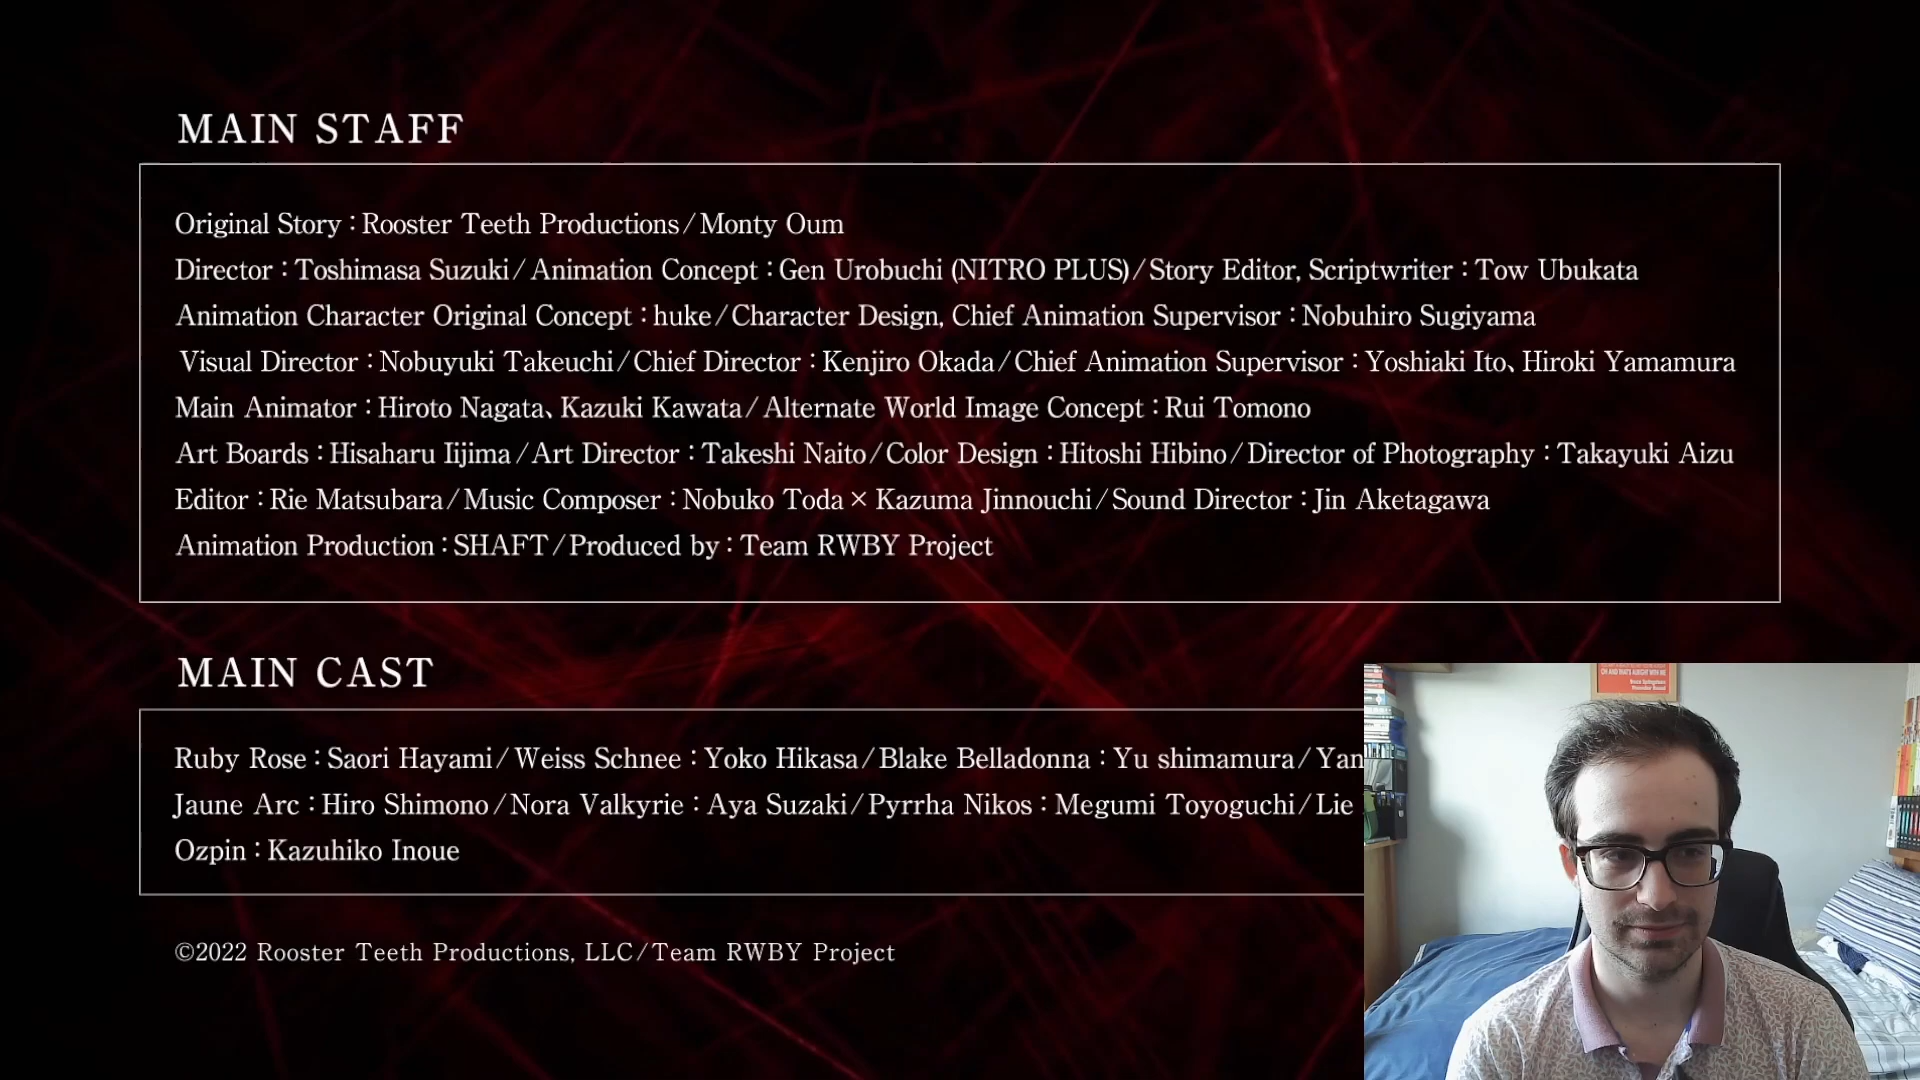 MAIN STAFF
Original Story : Rooster Teeth Productions / Monty Oum
Director : Toshimasa Suzuki / Animation Concept : Gen Urobuchi (NITRO PLUS) / Story Editor, Scriptwriter : Tow Ubukata
Animation Character Original Concept : huke / Character Design, Chief Animation Supervisor : Nobuhiro Sugiyama
Visual Director : Nobuyuki Takeuchi / Chief Director : Kenjiro Okada / Chief Animation Supervisor : Yoshiaki Ito、Hiroki Yamamura
Main Animator : Hiroto Nagata、Kazuki Kawata / Alternate World Image Concept : Rui Tomono
Art Boards : Hisaharu Iijima / Art Director : Takeshi Naito / Color Design : Hitoshi Hibino / Director of Photography : Takayuki Aizu
Editor : Rie Matsubara / Music Composer : Nobuko Toda × Kazuma Jinnouchi / Sound Director : Jin Aketagawa
Animation Production : SHAFT / Produced by : Team RWBY Project
MAIN CAST
Ruby Rose : Saori Hayami / Weiss Schnee : Yoko Hikasa / Blake Belladonna : Yu shimamura / Yan
Jaune Arc : Hiro Shimono / Nora Valkyrie : Aya Suzaki / Pyrrha Nikos : Megumi Toyoguchi / Lie
Ozpin : Kazuhiko Inoue
©2022 Rooster Teeth Productions, LLC / Team RWBY Project